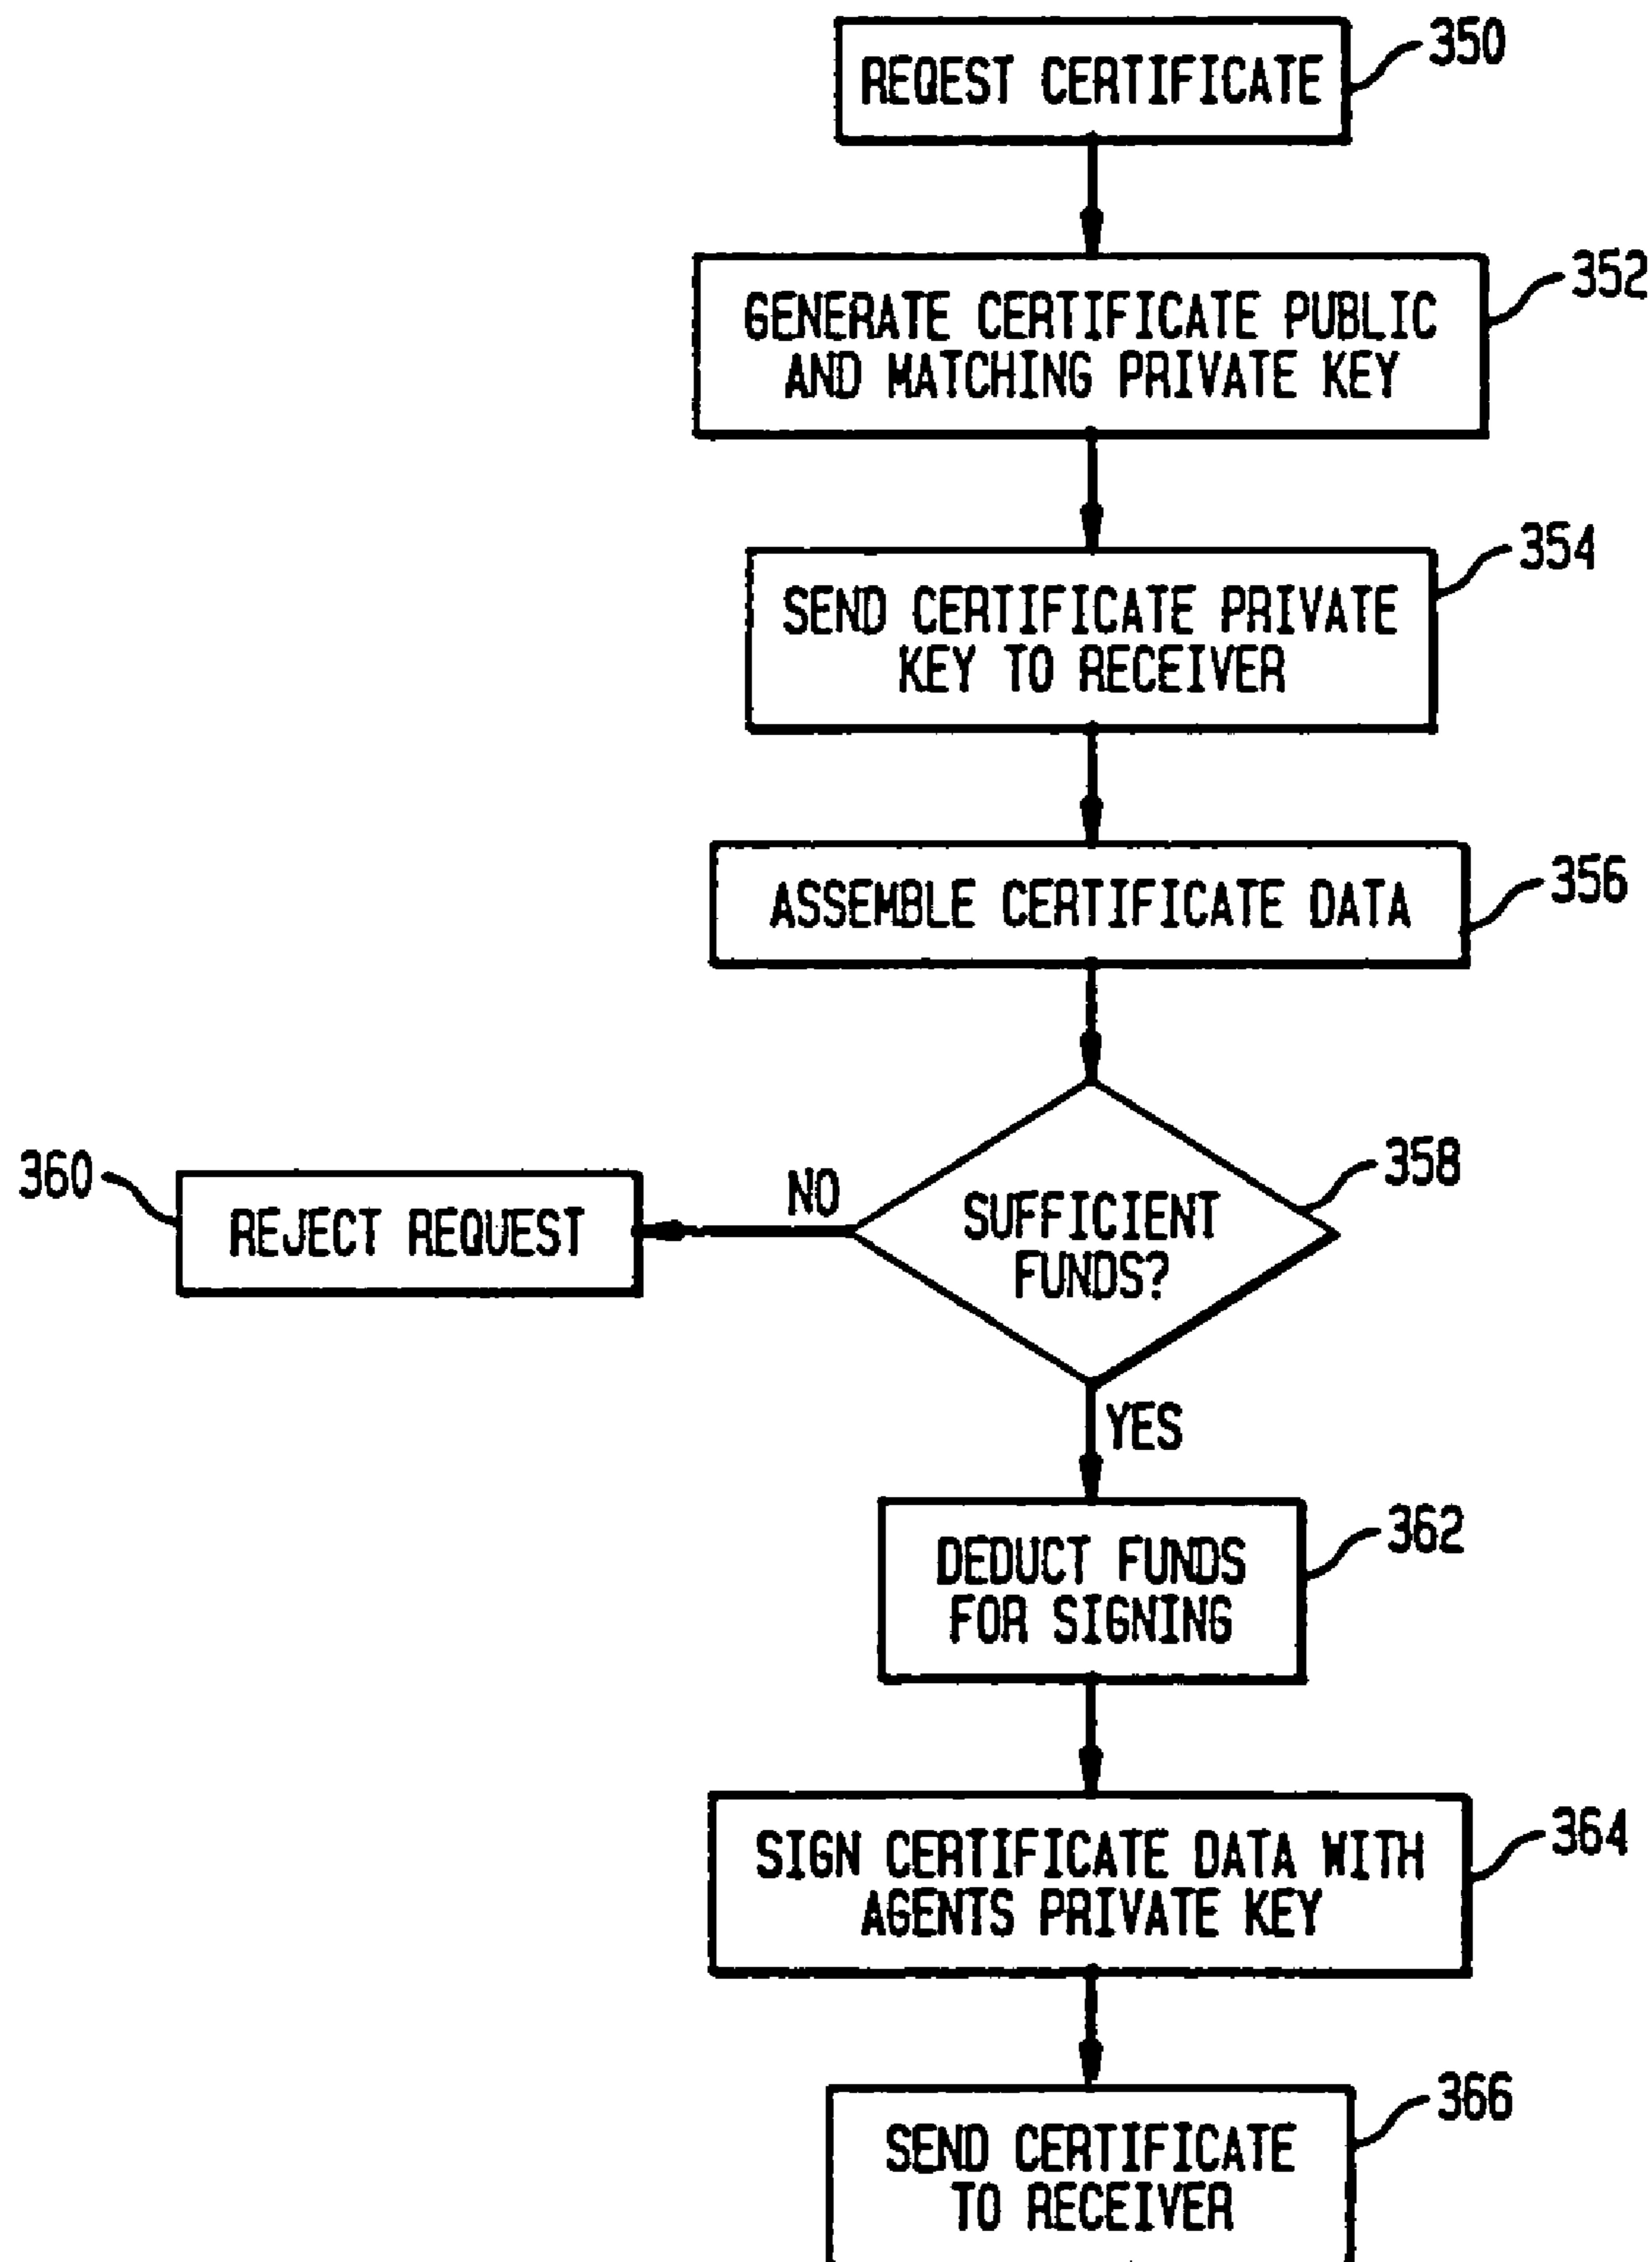 REQEST CERTIFICATE
350
GENERATE CERTIFICATE PUBLIC
AND MATCHING PRIVATE KEY
352
SEND CERTIFICATE PRIVATE
KEY TO RECEIVER
354
ASSEMBLE CERTIFICATE DATA
356
SUFFICIENT
FUNDS?
358
NO
360
REJECT REQUEST
YES
DEDUCT FUNDS
FOR SIGNING
362
SIGN CERTIFICATE DATA WITH
AGENTS PRIVATE KEY
364
SEND CERTIFICATE
TO RECEIVER
366